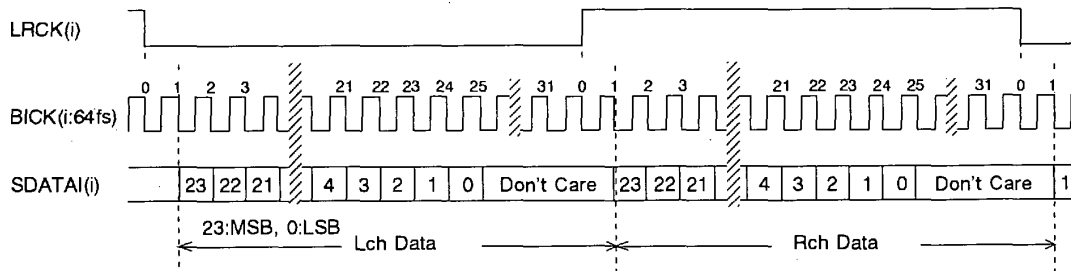 LRCK(i)
0 1 2 3 21 22 23 24 25 31 0 1 2 3 21 22 23 24 25 31 0 1
BICK(i:64fs)
SDATAI(i) 23 22 21 4 3 2 1 0 Don't Care 23 22 21 4 3 2 1 0 Don't Care 1
23:MSB, 0:LSB
Lch Data Rch Data